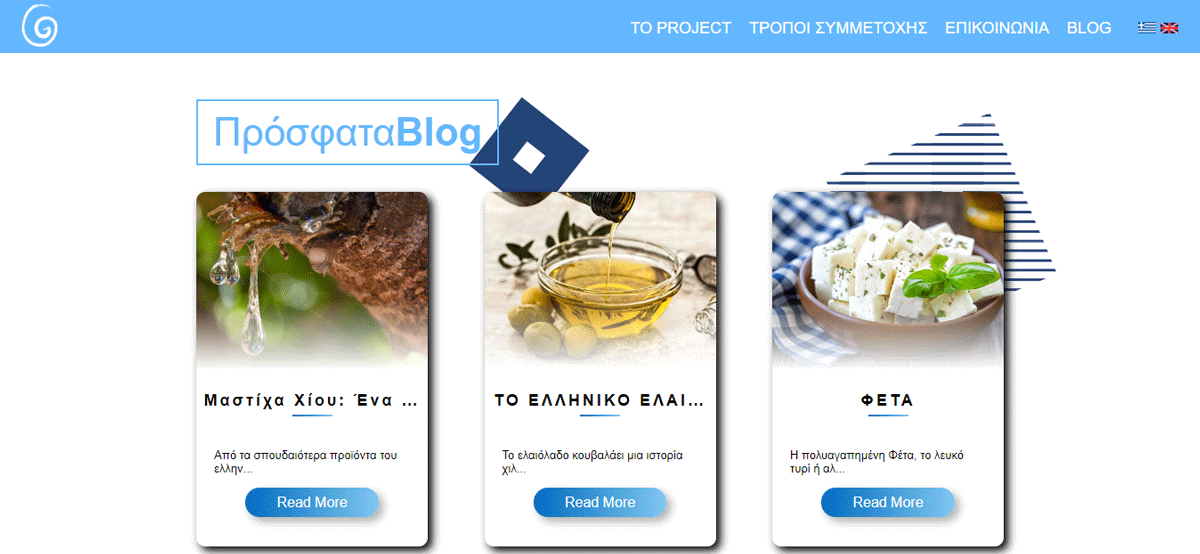 ΤΟ PROJECT ΤΡΟΠΟΙ ΣΥΜΜΕΤΟΧΗΣ ΕΠΙΚΟΙΝΩΝΙΑ BLOG
ΠρόσφαταBlog
Μαστίχα Χίου: Ένα ...
Από τα σπουδαιότερα προϊόντα του
ελλην...
Read More
ΤΟ ΕΛΛΗΝΙΚΟ ΕΛΑΙ...
Το ελαιόλαδο κουβαλάει μια ιστορία
χιλ...
Read More
ΦΕΤΑ
Η πολυαγαπημένη Φέτα, το λευκό
τυρί ή αλ...
Read More